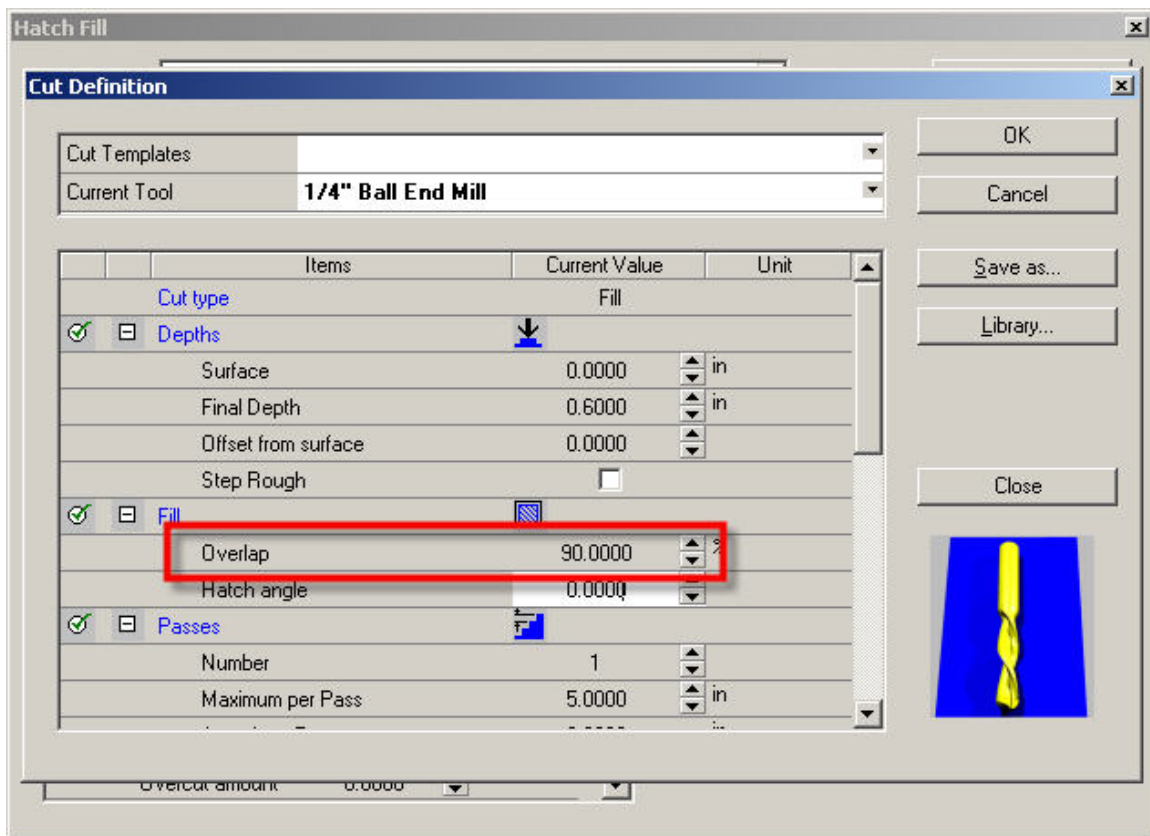 Hatch Fill
Cut Definition
Cut Templates
OK
Current Tool 1/4" Ball End Mill
Cancel
Items Current Value Unit
Save as...
Cut type Fill
Library...
Depths
Surface 0.0000 in
Final Depth 0.6000 in
Offset from surface 0.0000
Step Rough
Close
Fill
Overlap 90.0000 %
Hatch angle 0.0000
Passes
Number 1
Maximum per Pass 5.0000 in
Overcut amount 0.0000